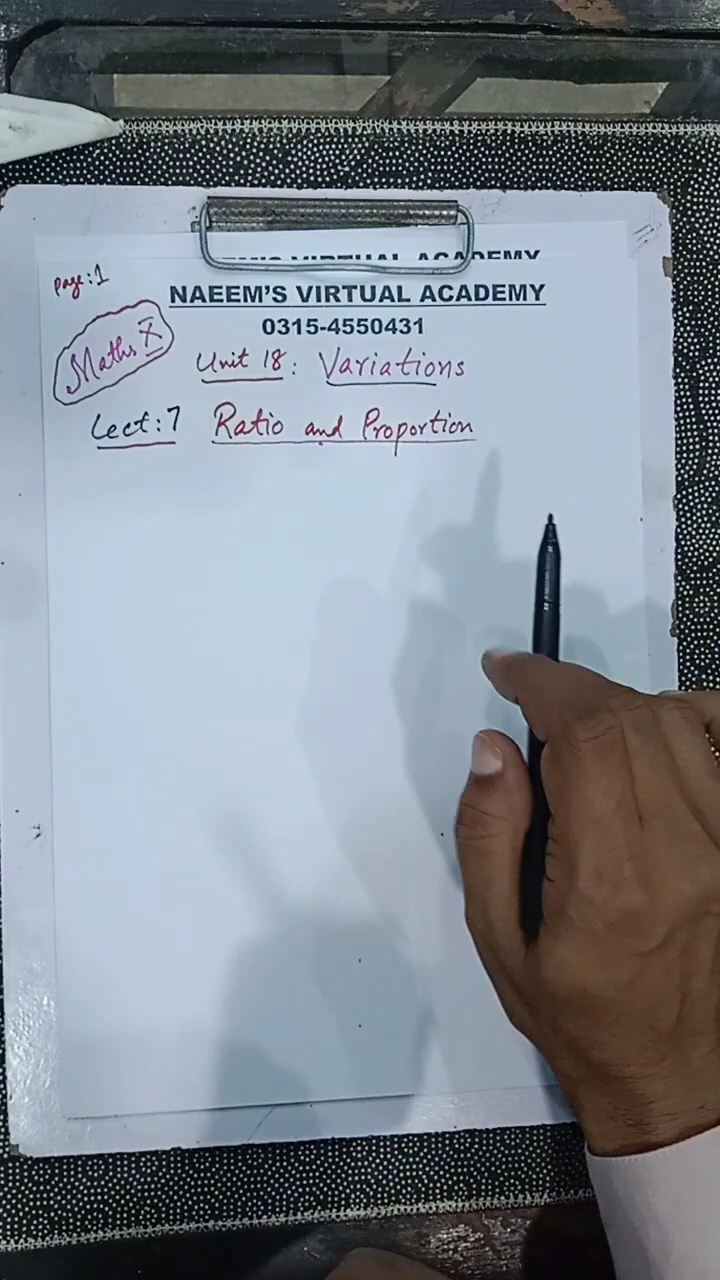 page: 1
NAEEM'S VIRTUAL ACADEMY
0315-4550431
Maths X
Unit 18: Variations
Lect: 7 Ratio and Proportion